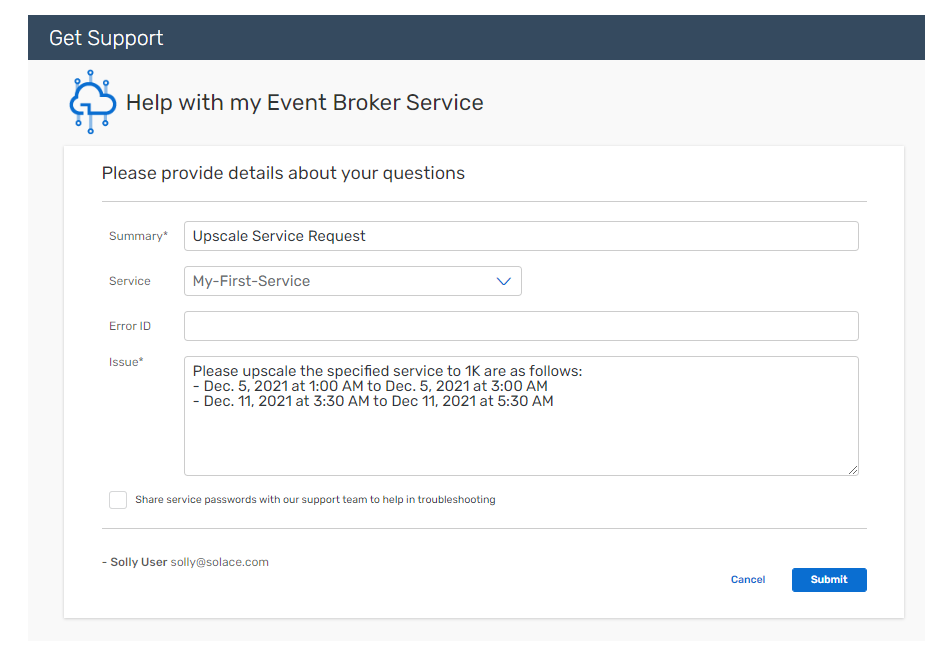 Get Support
Help with my Event Broker Service
Please provide details about your questions
Summary* Upscale Service Request
Service My-First-Service
Error ID
Issue* Please upscale the specified service to 1K are as follows:
- Dec. 5, 2021 at 1:00 AM to Dec. 5, 2021 at 3:00 AM
- Dec. 11, 2021 at 3:30 AM to Dec 11, 2021 at 5:30 AM
Share service passwords with our support team to help in troubleshooting
- Solly User solly@solace.com
Cancel Submit